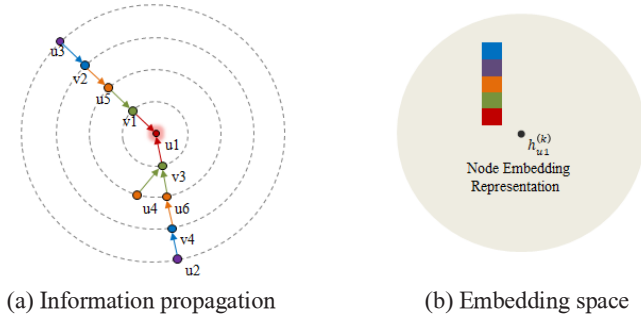 u3
v2
u5
v1
u1
v3
u4
u6
v4
u2
(a) Information propagation
h_{u1}^{(k)}
Node Embedding
Representation
(b) Embedding space